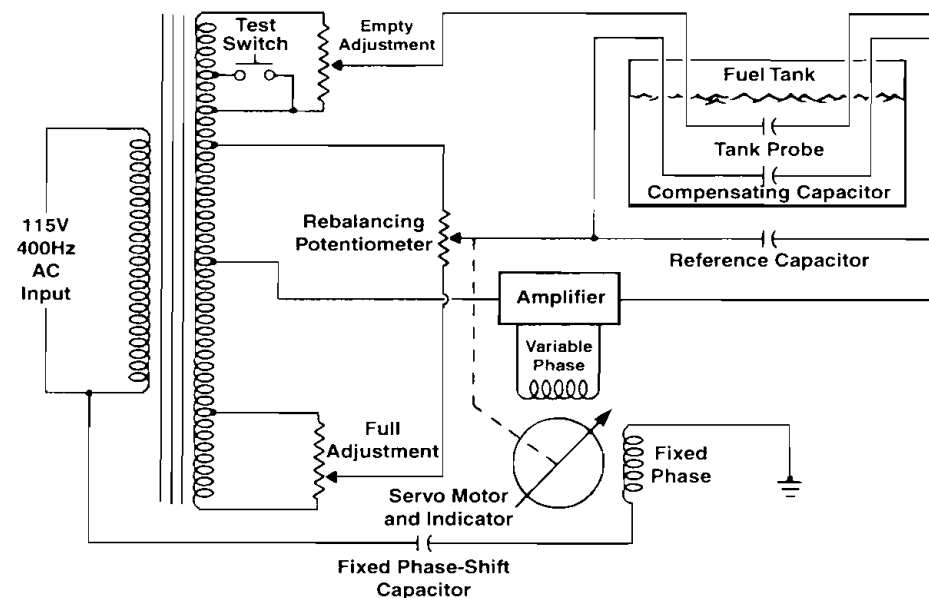 Test
Switch
Empty
Adjustment
Fuel Tank
Tank Probe
Compensating Capacitor
115V
400Hz
AC
Input
Rebalancing
Potentiometer
Reference Capacitor
Amplifier
Variable
Phase
Full
Adjustment
Fixed
Phase
Servo Motor
and Indicator
Fixed Phase-Shift
Capacitor